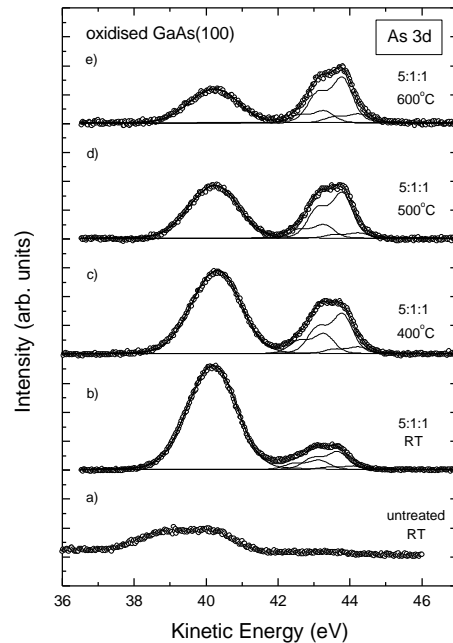 oxidised GaAs(100)
As 3d
e)
5:1:1
600°C
d)
5:1:1
500°C
c)
5:1:1
400°C
b)
5:1:1
RT
a)
untreated
RT
Intensity (arb. units)
36 38 40 42 44 46
Kinetic Energy (eV)